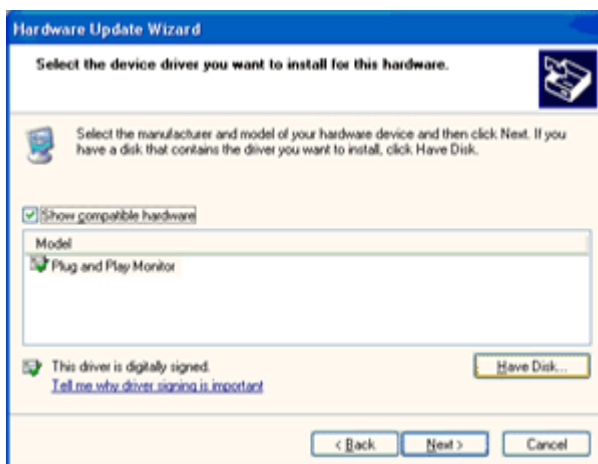 Hardware Update Wizard
Select the device driver you want to install for this hardware.
Select the manufacturer and model of your hardware device and then click Next. If you
have a disk that contains the driver you want to install, click Have Disk.
Show compatible hardware
Model
Plug and Play Monitor
This driver is digitally signed.
Have Disk...
Tell me why driver signing is important
< Back
Next >
Cancel